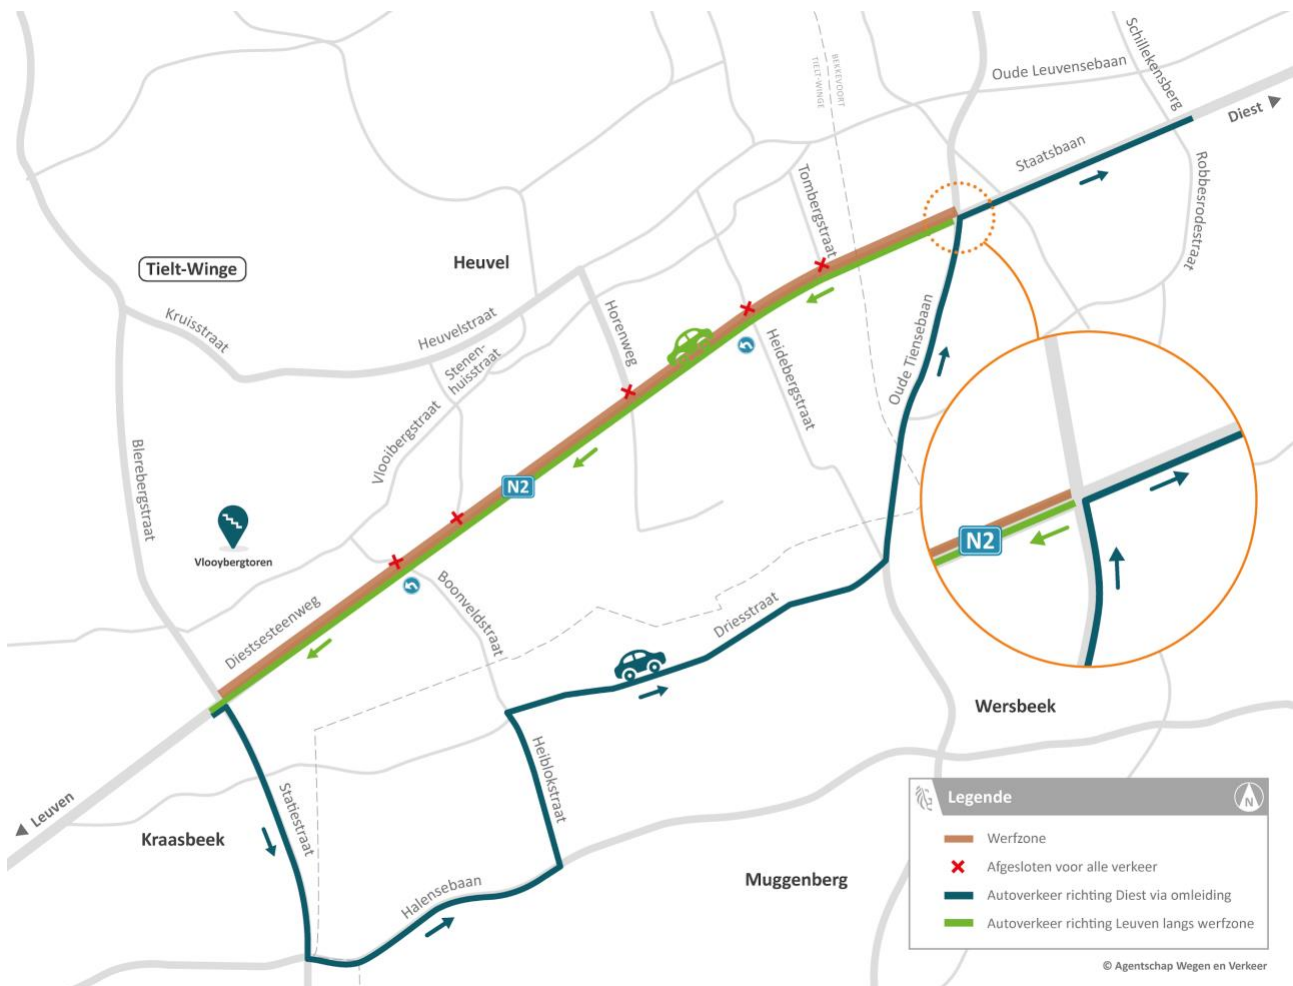 Schillekensberg
Oude Leuvensebaan
BEKKEVOORT
TIELT-WINGE
Diest
Staatsbaan
Robbesrodestraat
Tombergstraat
Tielt-Winge
Heuvel
Kruisstraat
Heuvelstraat
Stenen-
huisstraat
Horenweg
Heidebergstraat
Oude Tiensebaan
Vlooibergstraat
Blerebergstraat
N2
N2
Vlooybergtoren
Diestsesteenweg
Boonveldstraat
Driesstraat
Wersbeek
Heiblokstraat
Statiestraat
Leuven
Kraasbeek
Halensebaan
Muggenberg
Legende
N
Werfzone
Afgesloten voor alle verkeer
Autoverkeer richting Diest via omleiding
Autoverkeer richting Leuven langs werfzone
© Agentschap Wegen en Verkeer